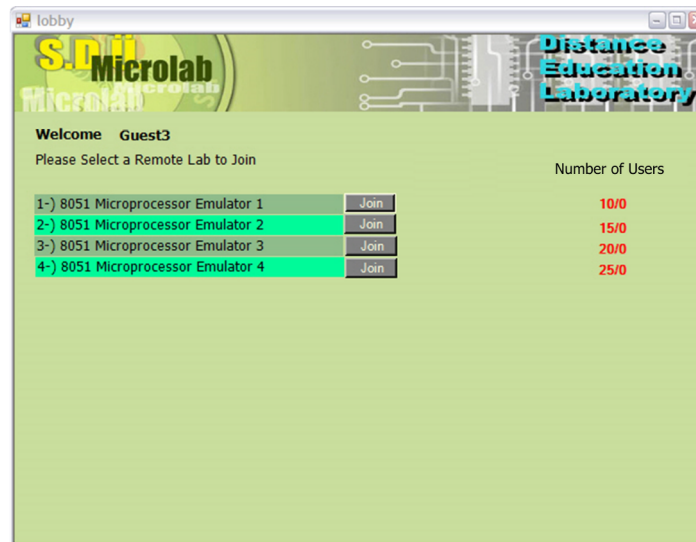 lobby
S.D.Ü
Microlab
Microlab
Microlab
Distance
Education
Laboratory
Welcome Guest3
Please Select a Remote Lab to Join
Number of Users
1-) 8051 Microprocessor Emulator 1 Join 10/0
2-) 8051 Microprocessor Emulator 2 Join 15/0
3-) 8051 Microprocessor Emulator 3 Join 20/0
4-) 8051 Microprocessor Emulator 4 Join 25/0